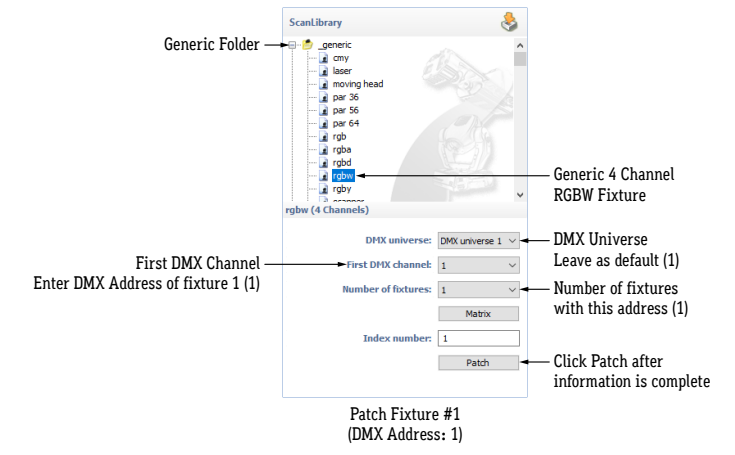 ScanLibrary
Generic Folder
_generic
cmy
laser
moving head
par 36
par 56
par 64
rgb
rgba
rgbd
rgbw
rgby
Generic 4 Channel
RGBW Fixture
rgbw (4 Channels)
DMX universe: DMX universe 1
DMX Universe
Leave as default (1)
First DMX Channel
Enter DMX Address of fixture 1 (1)
First DMX channel: 1
Number of fixtures: 1
Number of fixtures
with this address (1)
Matrix
Index number: 1
Patch
Click Patch after
information is complete
Patch Fixture #1
(DMX Address: 1)